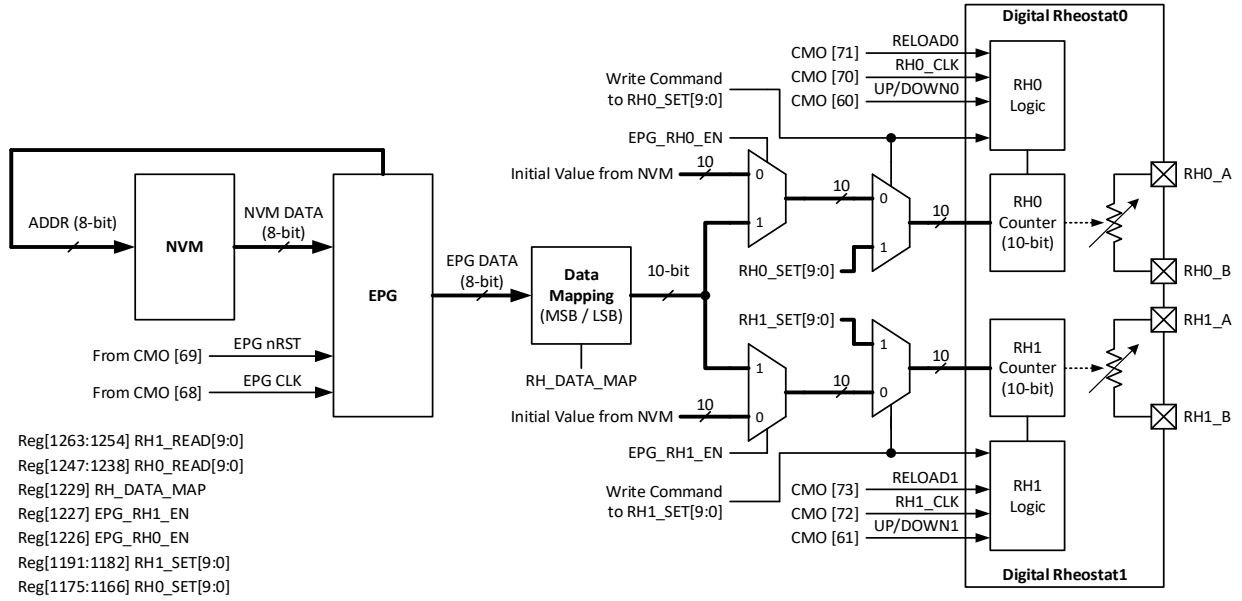 Digital Rheostat0
CMO [71]
RELOAD0
CMO [70]
RH0_CLK
CMO [60]
UP/DOWN0
RH0
Logic
Write Command
to RH0_SET[9:0]
EPG_RH0_EN
Initial Value from NVM
10
0
1
10
0
1
10
RH0_SET[9:0]
RH0
Counter
(10-bit)
RH0_A
RH0_B
ADDR (8-bit)
NVM
NVM DATA
(8-bit)
EPG
EPG DATA
(8-bit)
Data
Mapping
(MSB / LSB)
10-bit
RH_DATA_MAP
From CMO [69]
EPG nRST
From CMO [68]
EPG CLK
RH1_SET[9:0]
1
0
10
1
0
10
Initial Value from NVM
10
EPG_RH1_EN
RH1
Counter
(10-bit)
RH1_A
RH1_B
Write Command
to RH1_SET[9:0]
CMO [73]
RELOAD1
CMO [72]
RH1_CLK
CMO [61]
UP/DOWN1
RH1
Logic
Digital Rheostat1
Reg[1263:1254] RH1_READ[9:0]
Reg[1247:1238] RH0_READ[9:0]
Reg[1229] RH_DATA_MAP
Reg[1227] EPG_RH1_EN
Reg[1226] EPG_RH0_EN
Reg[1191:1182] RH1_SET[9:0]
Reg[1175:1166] RH0_SET[9:0]